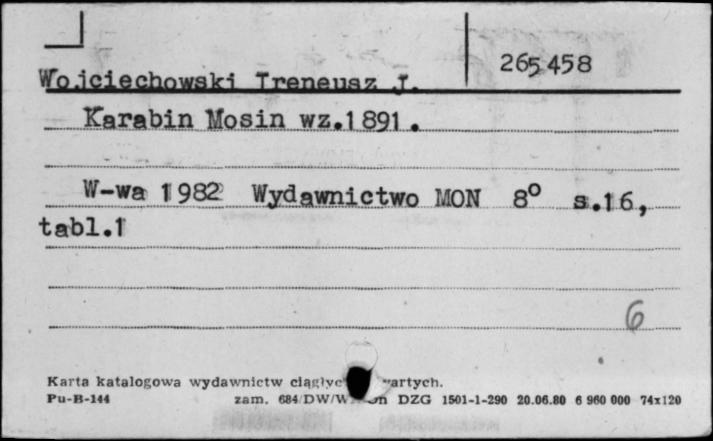 265458
Wojciechowski Ireneusz J.
Karabin Mosin wz.1891.
W-wa 1982 Wydawnictwo MON 8° s.16,
tabl.1
6
Karta katalogowa wydawnictw
Pu-B-144 zam. 684/DW/W DZG 1501-1-290 20.06.80 6 960 000 74x120